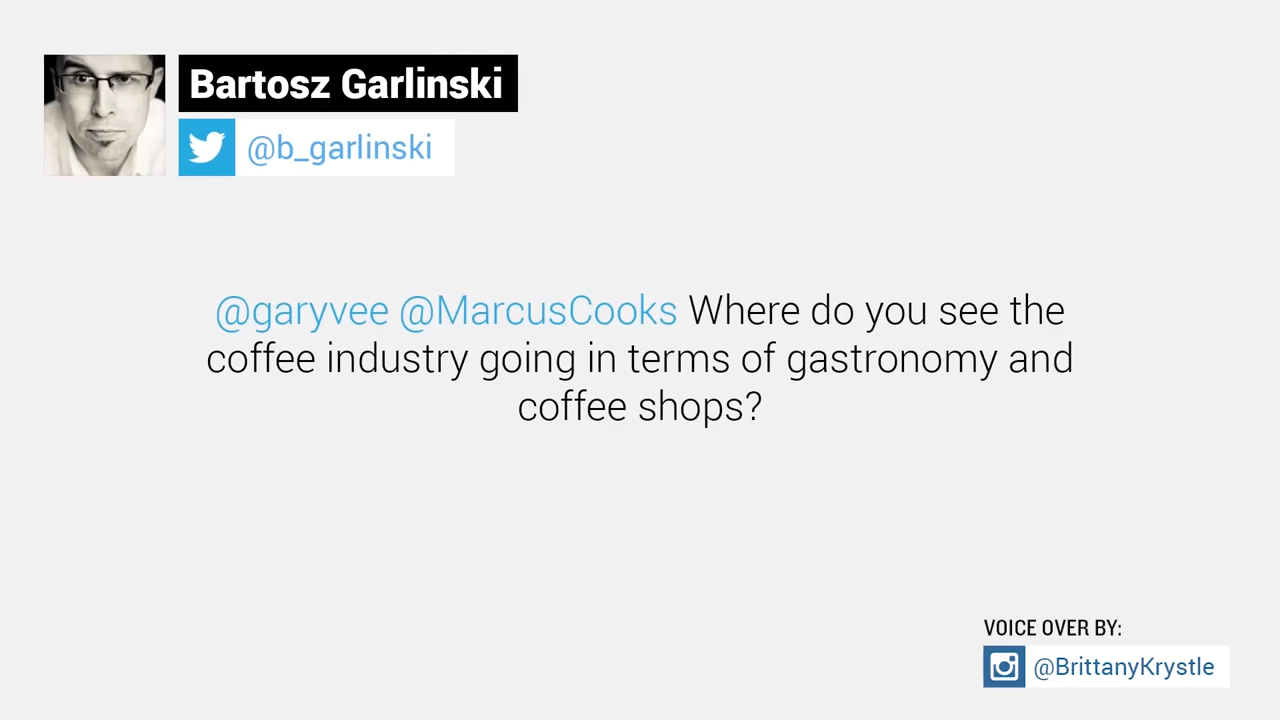 Bartosz Garlinski
@b_garlinski
@garyvee @MarcusCooks Where do you see the
coffee industry going in terms of gastronomy and
coffee shops?
VOICE OVER BY:
@BrittanyKrystle